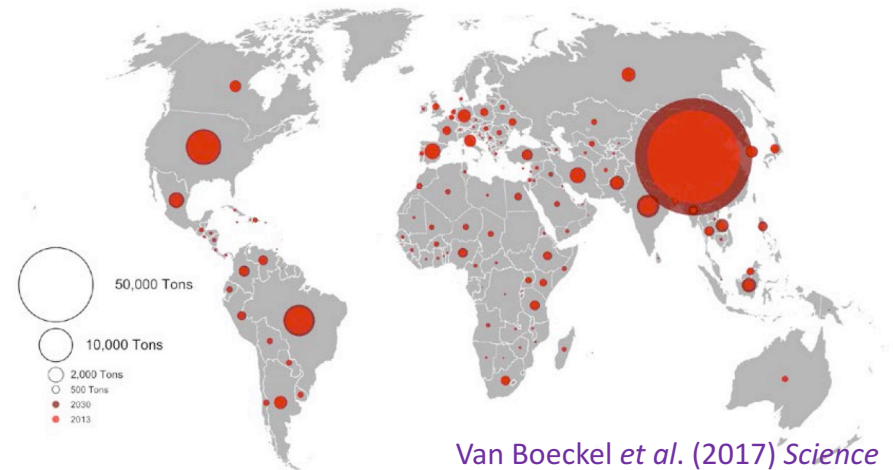 50,000 Tons
10,000 Tons
2,000 Tons
500 Tons
2030
2013
Van Boeckel et al. (2017) Science